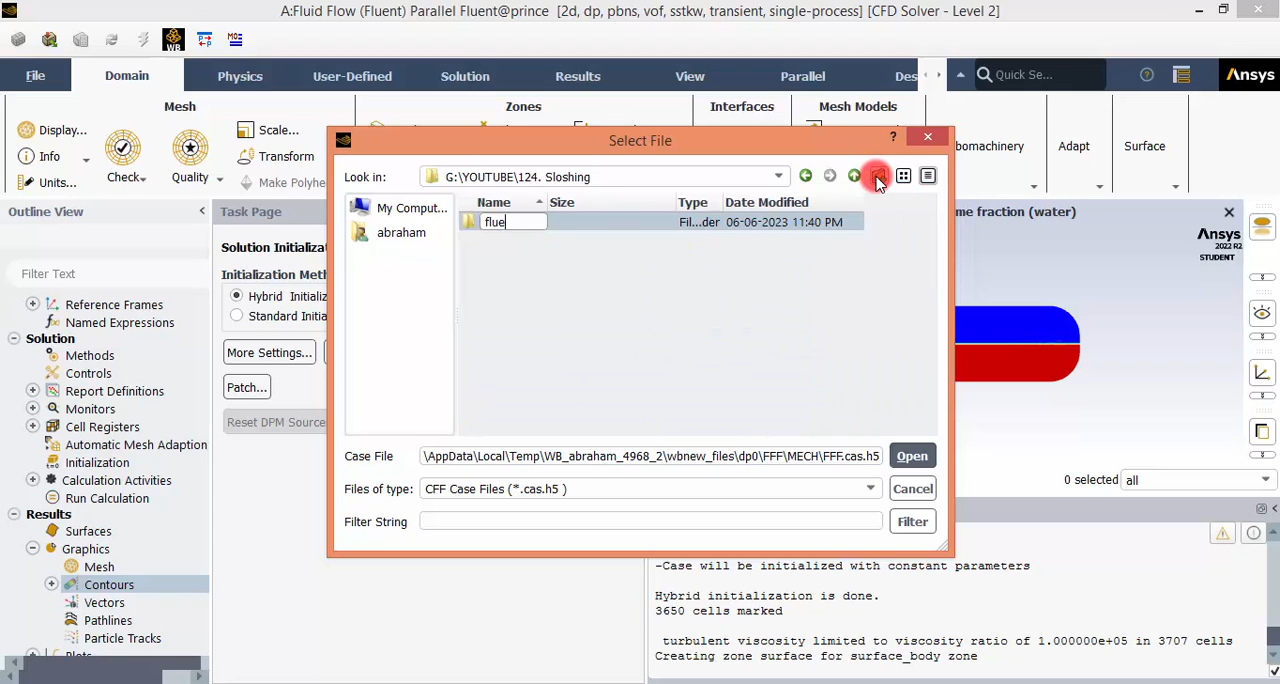 A:Fluid Flow (Fluent) Parallel Fluent@prince [2d, dp, pbns, vof, sstkw, transient, single-process] [CFD Solver - Level 2]
WB
File Domain Physics User-Defined Solution Results View Parallel Des Quick Se... Ansys
Mesh Zones Interfaces Mesh Models
Display... Scale...
Info Check Quality Transform bomachinery Adapt Surface
Units... Make Polyhe
Select File
Look in: G:\YOUTUBE\124. Sloshing
Name Size Type Date Modified
My Comput... flue Fil...der 06-06-2023 11:40 PM
abraham
Case File \AppData\Local\Temp\WB_abraham_4968_2\wbnew_files\dp0\FFF\MECH\FFF.cas.h5 Open
Files of type: CFF Case Files (*.cas.h5 ) Cancel
Filter String Filter
Outline View
Filter Text
Reference Frames
Named Expressions
Solution
Methods
Controls
Report Definitions
Monitors
Cell Registers
Automatic Mesh Adaption
Initialization
Calculation Activities
Run Calculation
Results
Surfaces
Graphics
Mesh
Contours
Vectors
Pathlines
Particle Tracks
Task Page
Solution Initializa
Initialization Meth
Hybrid Initializ
Standard Initia
More Settings...
Patch...
Reset DPM Source
me fraction (water)
Ansys
2022 R2
STUDENT
0 selected all
-Case will be initialized with constant parameters
Hybrid initialization is done.
3650 cells marked
turbulent viscosity limited to viscosity ratio of 1.000000e+05 in 3707 cells
Creating zone surface for surface_body zone